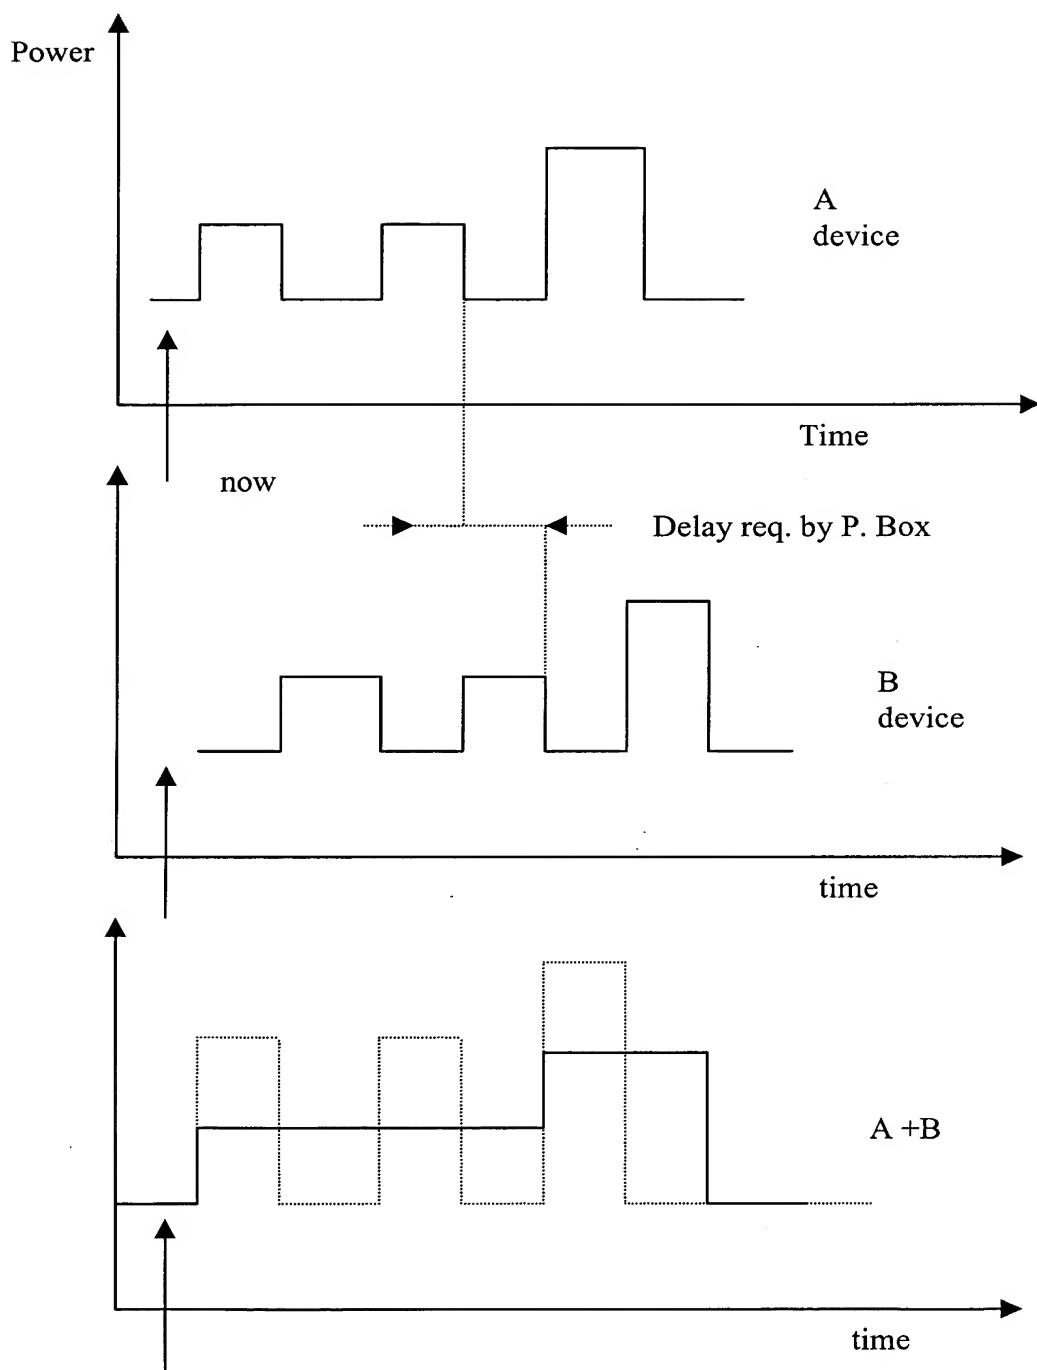 Power
A
device
Time
now
Delay req. by P. Box
B
device
time
A +B
time